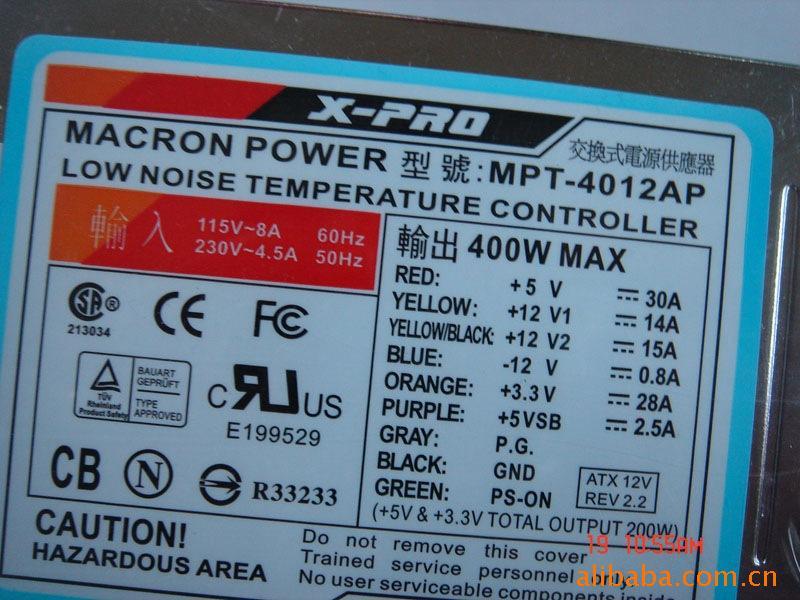 X-PRO
交換式電源供應器
MACRON POWER 型號:MPT-4012AP
LOW NOISE TEMPERATURE CONTROLLER
輸入
115V~8A 60Hz
230V~4.5A 50Hz
輸出 400W MAX
RED: +5 V 30A
YELLOW: +12 V1 14A
YELLOW/BLACK: +12 V2 15A
BLUE: -12 V 0.8A
ORANGE: +3.3V 28A
PURPLE: +5VSB 2.5A
GRAY: P.G.
BLACK: GND
GREEN: PS-ON
ATX 12V
REV 2.2
(+5V & +3.3V TOTAL OUTPUT 200W)
SA ®
213034
CE FC
TÜV
Rheinland
Product Safety
BAUART
GEPRÜFT
TYPE
APPROVED
c RU US
E199529
CB N R33233
CAUTION!
HAZARDOUS AREA
Do not remove this cover
Trained service personnel only
No user serviceable components inside
19 10:55AM
alibaba.com.cn